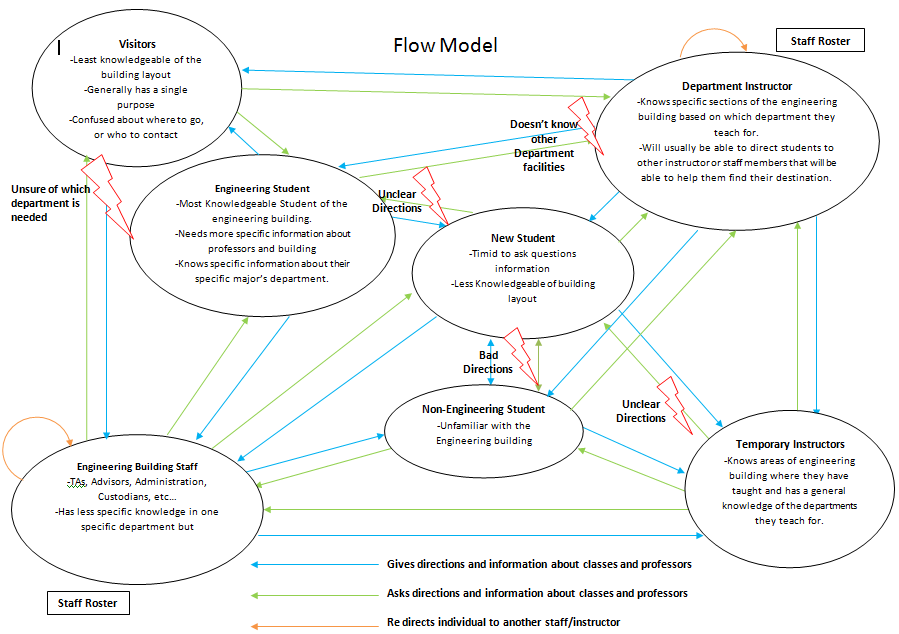 Flow Model
Staff Roster
Visitors
-Least knowledgeable of the
building layout
-Generally has a single
purpose
-Confused about where to go,
or who to contact
Department Instructor
-Knows specific sections of the engineering
building based on which department they
teach for.
-Will usually be able to direct students to
other instructor or staff members that will be
able to help them find their destination.
Doesn't know
other
Department
facilities
Unsure of which
department is
needed
Engineering Student
-Most Knowledgeable Student of the
engineering building.
-Needs more specific information about
professors and building
-Knows specific information about their
specific major's department.
Unclear
Directions
New Student
-Timid to ask questions
information
-Less Knowledgeable of building
layout
Bad
Directions
Non-Engineering Student
-Unfamiliar with the
Engineering building
Unclear
Directions
Temporary Instructors
-Knows areas of engineering
building where they have
taught and has a general
knowledge of the departments
they teach for.
Engineering Building Staff
-TAs, Advisors, Administration,
Custodians, etc...
-Has less specific knowledge in one
specific department but
Staff Roster
Gives directions and information about classes and professors
Asks directions and information about classes and professors
Re directs individual to another staff/instructor